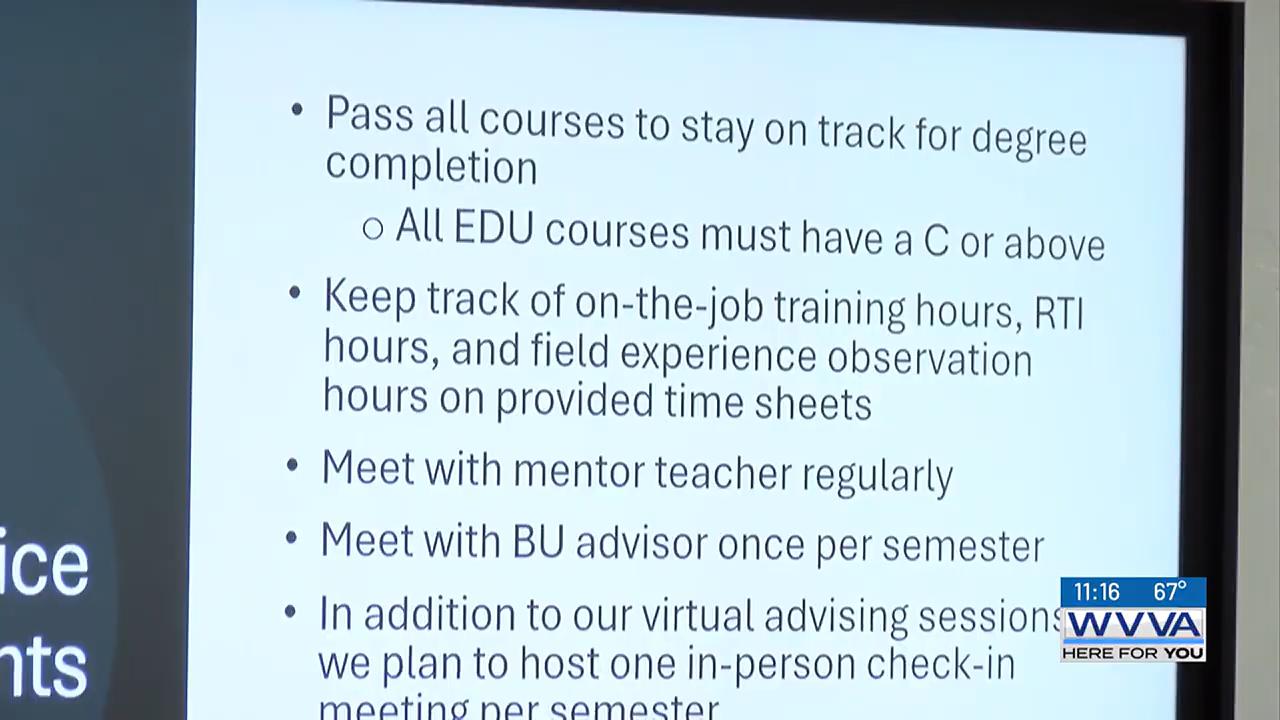 • Pass all courses to stay on track for degree
completion
o All EDU courses must have a C or above
• Keep track of on-the-job training hours, RTI
hours, and field experience observation
hours on provided time sheets
• Meet with mentor teacher regularly
• Meet with BU advisor once per semester
• In addition to our virtual advising sessions
we plan to host one in-person check-in
meeting per semester
ice
nts
11:16 67°
WVVA
HERE FOR YOU